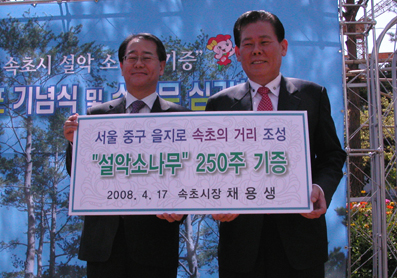 속초시 설악 소 기증
기념식 및
서울 중구 을지로 속초의 거리 조성
"설악소나무" 250주 기증
2008. 4. 17 속초시장 채용생